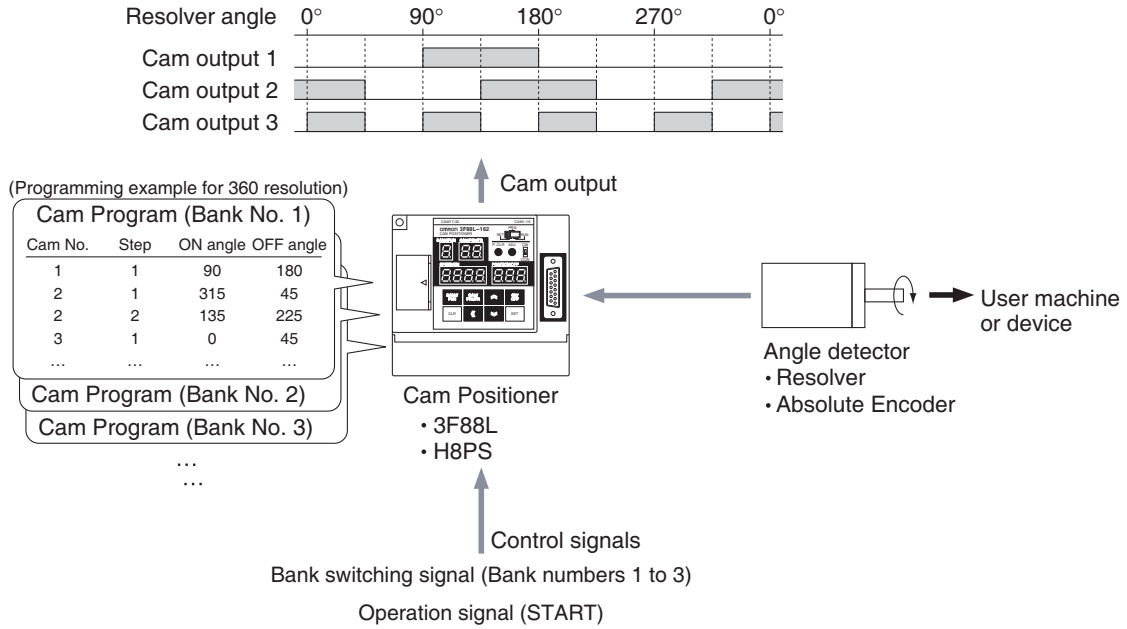 Resolver angle 0° 90° 180° 270° 0°
Cam output 1
Cam output 2
Cam output 3
Cam output
(Programming example for 360 resolution)
Cam Program (Bank No. 1)
Cam No. Step ON angle OFF angle
1 1 90 180
2 1 315 45
2 2 135 225
3 1 0 45
… … … …
Cam Program (Bank No. 2)
Cam Program (Bank No. 3)
…
…
omron 3F88L-162
CAM POSITIONER
PRG
RUN
CLR
SET
Cam Positioner
• 3F88L
• H8PS
Angle detector
• Resolver
• Absolute Encoder
User machine
or device
Control signals
Bank switching signal (Bank numbers 1 to 3)
Operation signal (START)